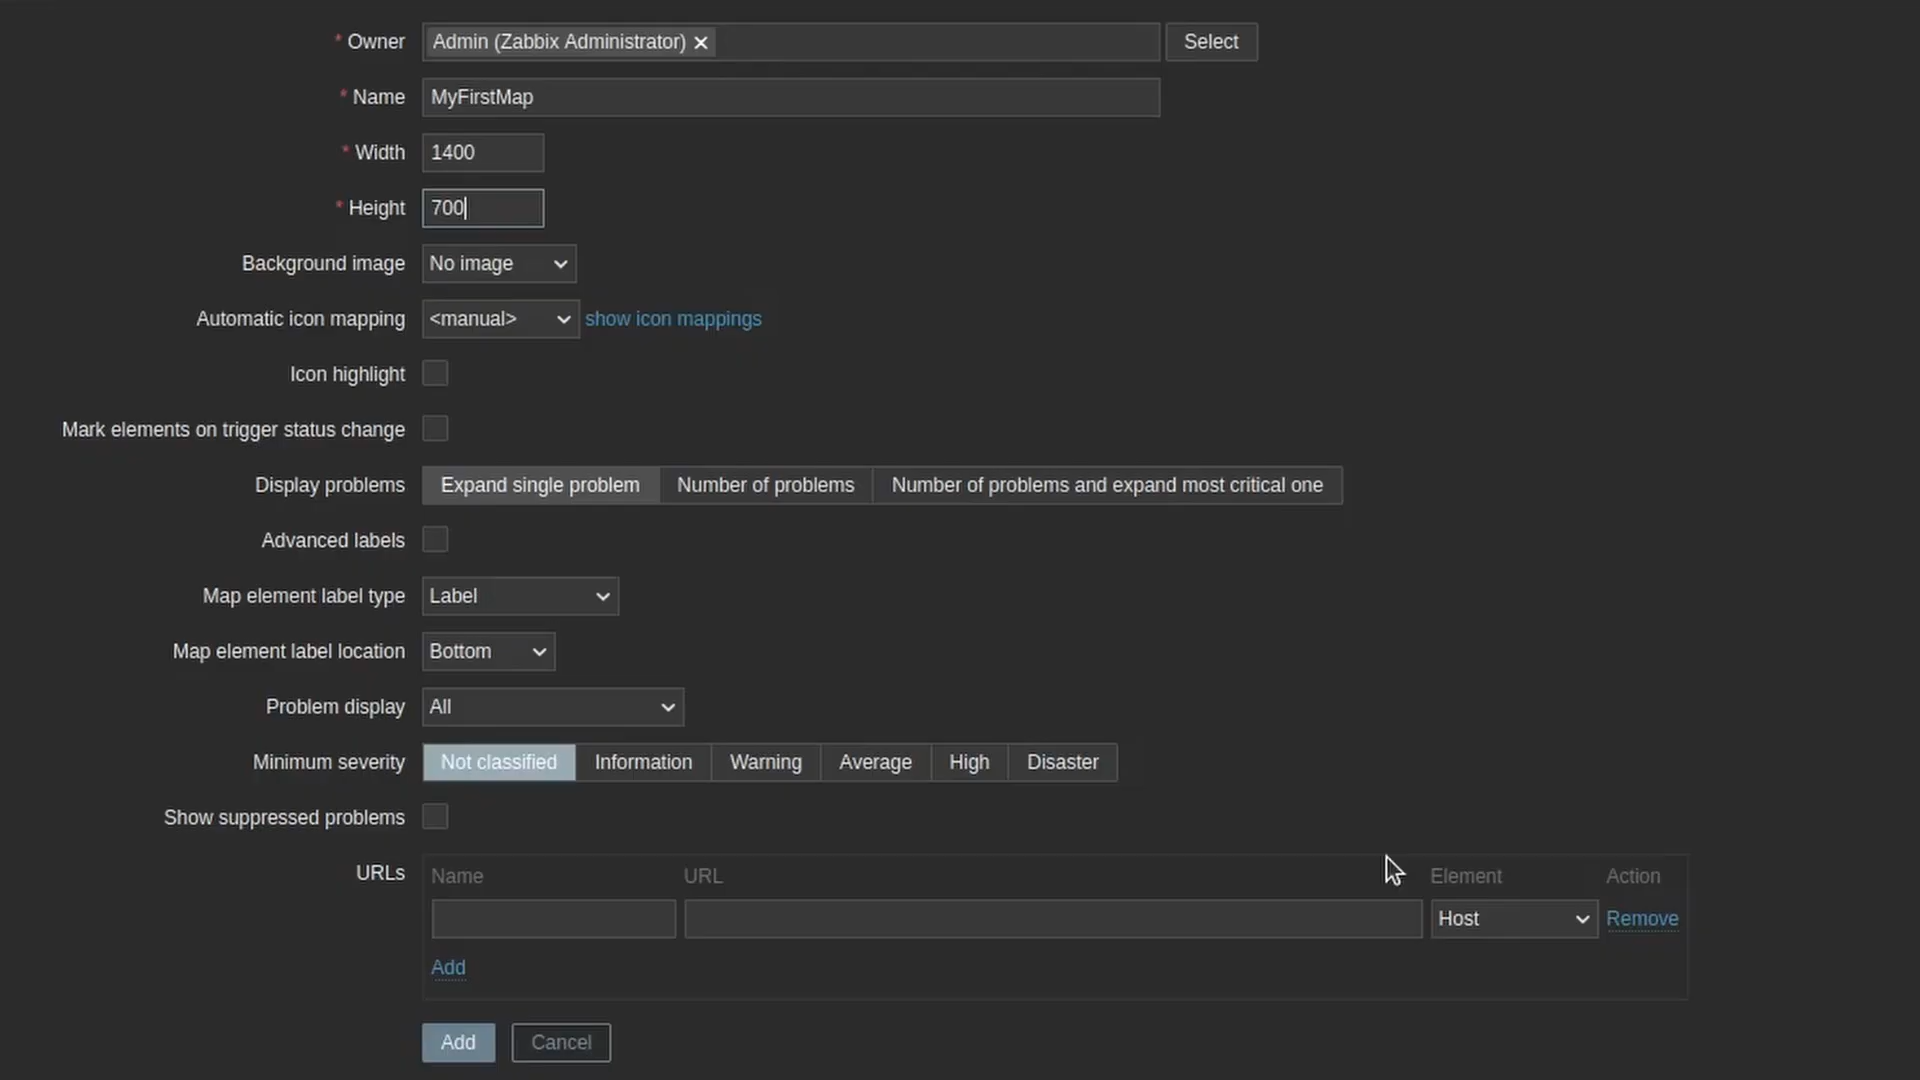 * Owner Admin (Zabbix Administrator) × Select
* Name MyFirstMap
* Width 1400
* Height 700
Background image No image
Automatic icon mapping <manual> show icon mappings
Icon highlight
Mark elements on trigger status change
Display problems Expand single problem Number of problems Number of problems and expand most critical one
Advanced labels
Map element label type Label
Map element label location Bottom
Problem display All
Minimum severity Not classified Information Warning Average High Disaster
Show suppressed problems
URLs Name URL Element Action
Host Remove
Add
Add Cancel